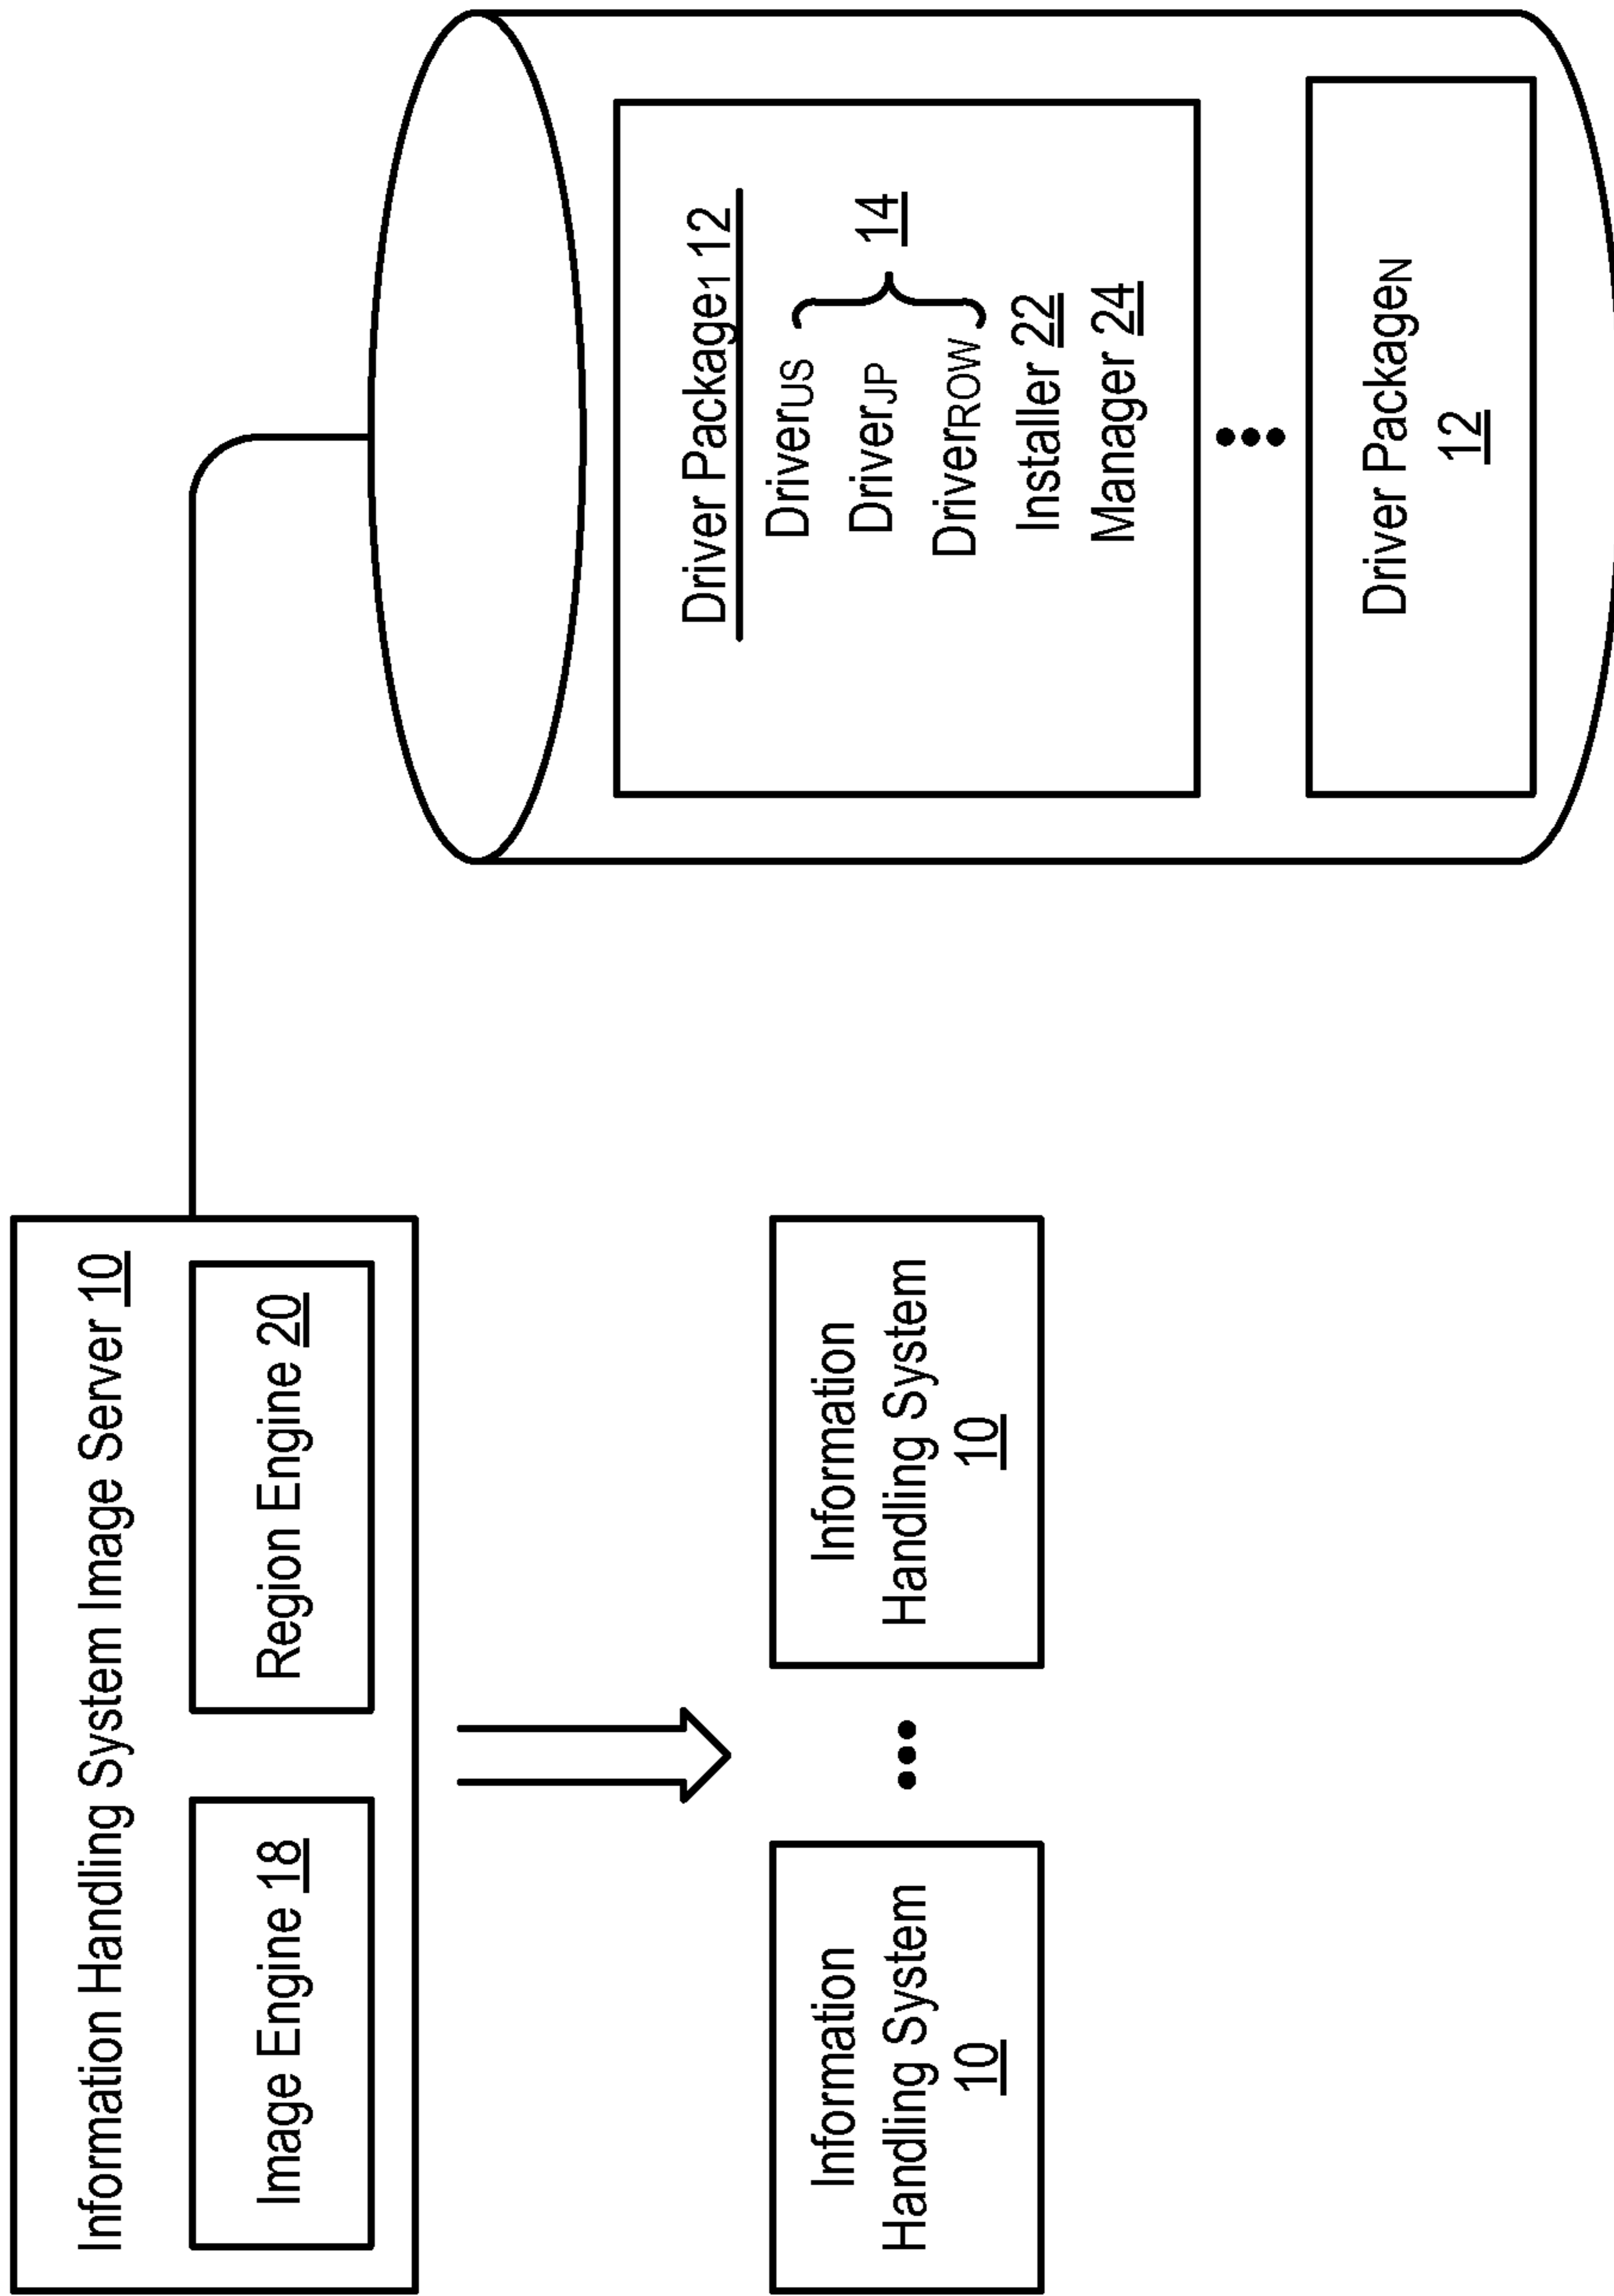 Information Handling System Image Server 10
Image Engine 18
Region Engine 20
Information
Handling System
10
Information
Handling System
10
Driver Package1 12
DriverUS
DriverJP
DriverROW
14
Installer 22
Manager 24
Driver PackageN
12